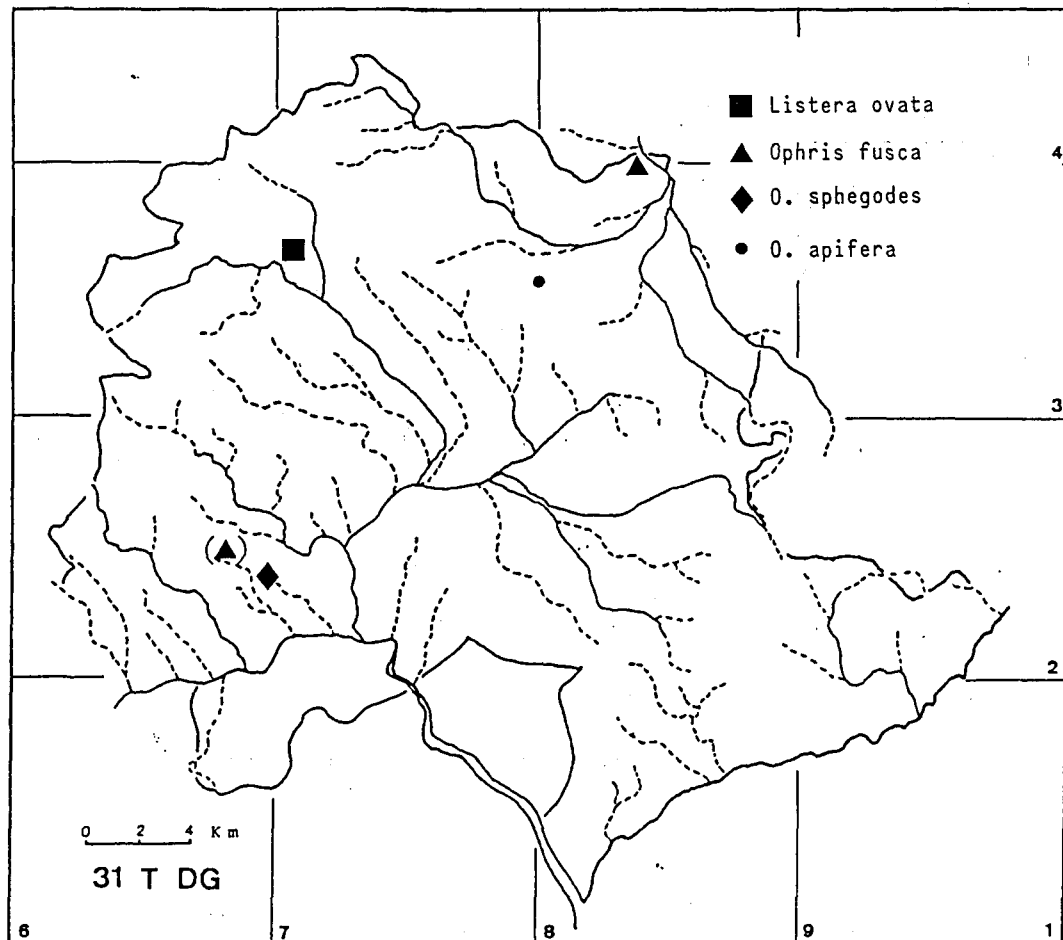 Listera ovata
4
Ophris fusca
O. sphegodes
O. apifera
3
2
0 2 4 Km
31 T DG
6 7 8 9 1